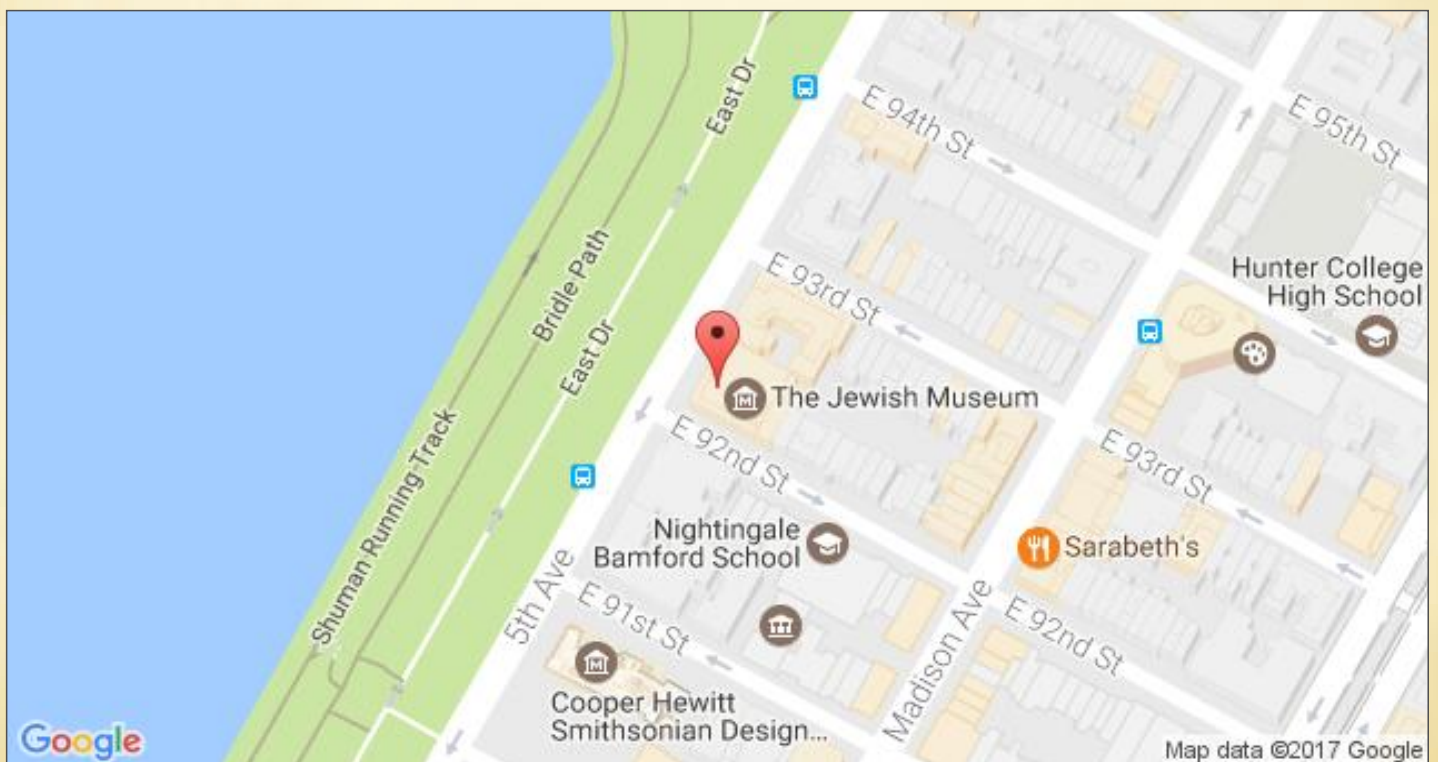 East Dr
E 94th St
E 95th St
Bridle Path
E 93rd St
Hunter College
High School
East Dr
The Jewish Museum
E 92nd St
Shuman Running Track
E 93rd St
Nightingale
Bamford School
Sarabeth's
5th Ave
E 91st St
Madison Ave
E 92nd St
Cooper Hewitt
Smithsonian Design...
Google
Map data ©2017 Google